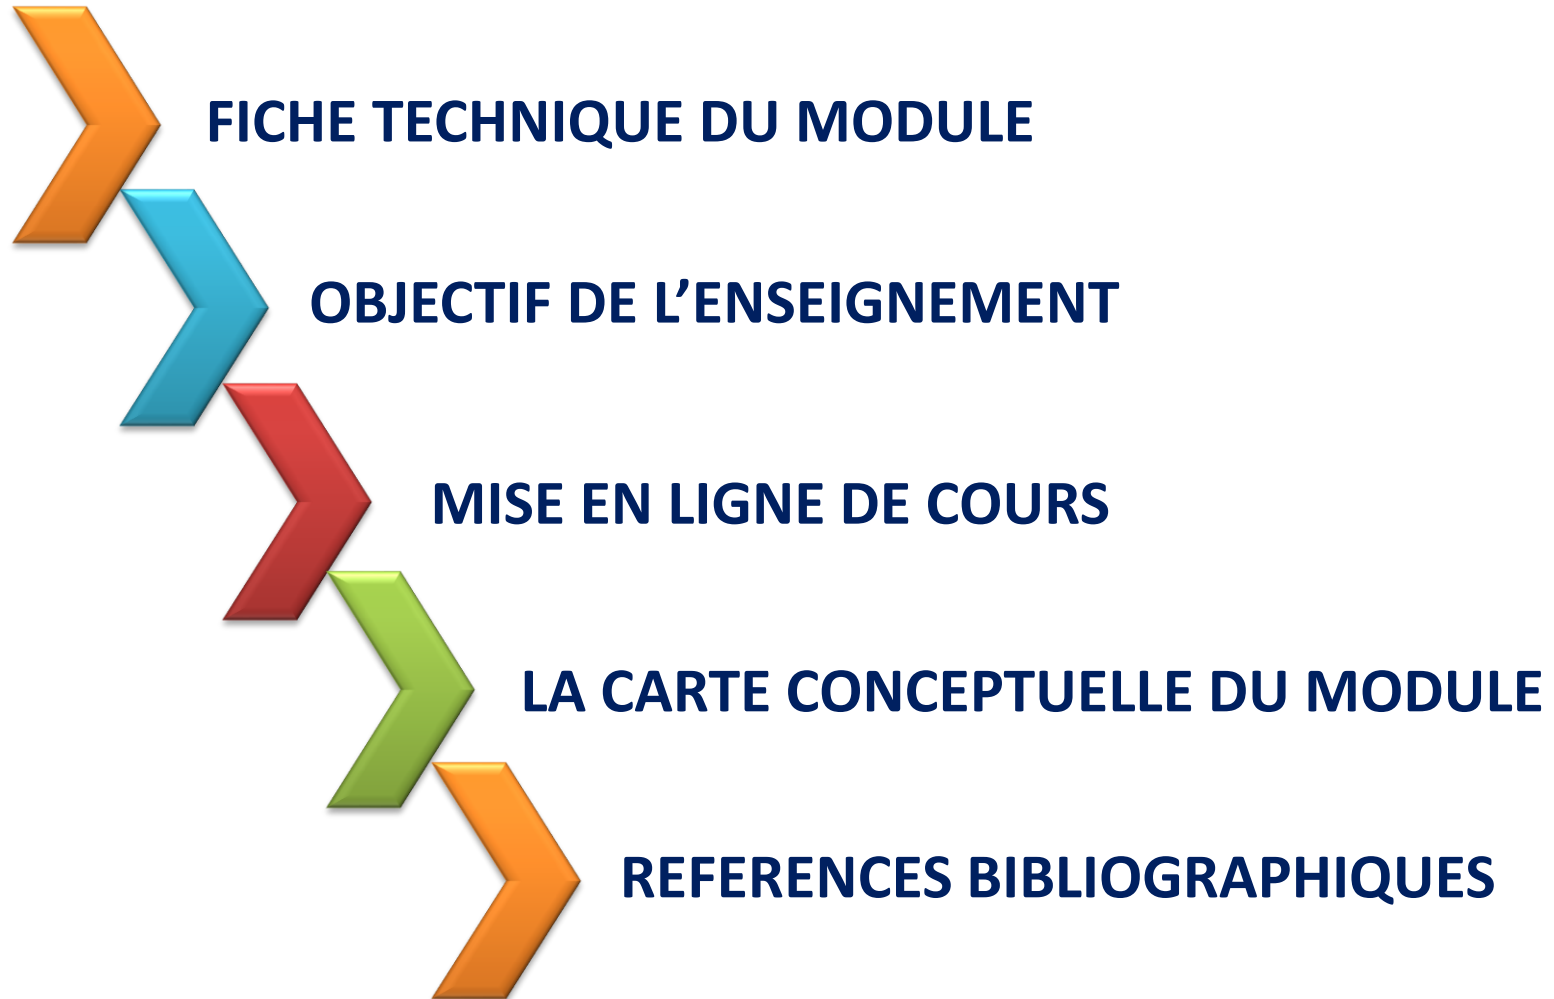 FICHE TECHNIQUE DU MODULE
OBJECTIF DE L’ENSEIGNEMENT
MISE EN LIGNE DE COURS
LA CARTE CONCEPTUELLE DU MODULE
REFERENCES BIBLIOGRAPHIQUES